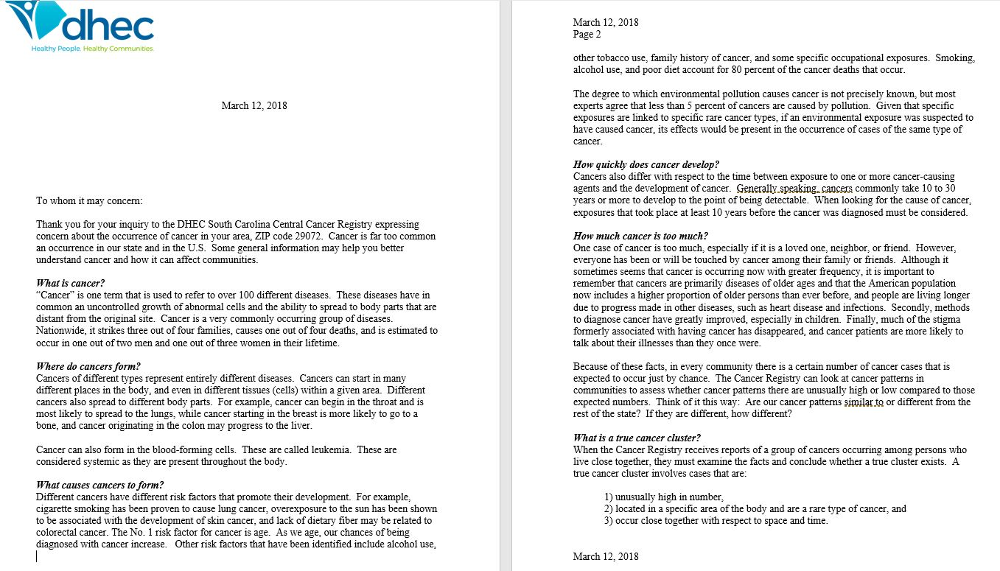 dhec
Healthy People. Healthy Communities.
March 12, 2018
To whom it may concern:
Thank you for your inquiry to the DHEC South Carolina Central Cancer Registry expressing
concern about the occurrence of cancer in your area, ZIP code 29072.  Cancer is far too common
an occurrence in our state and in the U.S.  Some general information may help you better
understand cancer and how it can affect communities.
What is cancer?
“Cancer” is one term that is used to refer to over 100 different diseases.  These diseases have in
common an uncontrolled growth of abnormal cells and the ability to spread to body parts that are
distant from the original site.  Cancer is a very commonly occurring group of diseases.
Nationwide, it strikes three out of four families, causes one out of four deaths, and is estimated to
occur in one out of two men and one out of three women in their lifetime.
Where do cancers form?
Cancers of different types represent entirely different diseases.  Cancers can start in many
different places in the body, and even in different tissues (cells) within a given area.  Different
cancers also spread to different body parts.  For example, cancer can begin in the throat and is
most likely to spread to the lungs, while cancer starting in the breast is more likely to go to a
bone, and cancer originating in the colon may progress to the liver.
Cancer can also form in the blood-forming cells.  These are called leukemia.  These are
considered systemic as they are present throughout the body.
What causes cancers to form?
Different cancers have different risk factors that promote their development.  For example,
cigarette smoking has been proven to cause lung cancer, overexposure to the sun has been shown
to be associated with the development of skin cancer, and lack of dietary fiber may be related to
colorectal cancer. The No. 1 risk factor for cancer is age.  As we age, our chances of being
diagnosed with cancer increase.   Other risk factors that have been identified include alcohol use,
March 12, 2018
Page 2
other tobacco use, family history of cancer, and some specific occupational exposures.  Smoking,
alcohol use, and poor diet account for 80 percent of the cancer deaths that occur.
The degree to which environmental pollution causes cancer is not precisely known, but most
experts agree that less than 5 percent of cancers are caused by pollution.  Given that specific
exposures are linked to specific rare cancer types, if an environmental exposure was suspected to
have caused cancer, its effects would be present in the occurrence of cases of the same type of
cancer.
How quickly does cancer develop?
Cancers also differ with respect to the time between exposure to one or more cancer-causing
agents and the development of cancer.  Generally speaking, cancers commonly take 10 to 30
years or more to develop to the point of being detectable.  When looking for the cause of cancer,
exposures that took place at least 10 years before the cancer was diagnosed must be considered.
How much cancer is too much?
One case of cancer is too much, especially if it is a loved one, neighbor, or friend.  However,
everyone has been or will be touched by cancer among their family or friends.  Although it
sometimes seems that cancer is occurring now with greater frequency, it is important to
remember that cancers are primarily diseases of older ages and that the American population
now includes a higher proportion of older persons than ever before, and people are living longer
due to progress made in other diseases, such as heart disease and infections.  Secondly, methods
to diagnose cancer have greatly improved, especially in children.  Finally, much of the stigma
formerly associated with having cancer has disappeared, and cancer patients are more likely to
talk about their illnesses than they once were.
Because of these facts, in every community there is a certain number of cancer cases that is
expected to occur just by chance.  The Cancer Registry can look at cancer patterns in
communities to assess whether cancer patterns there are unusually high or low compared to those
expected numbers.  Think of it this way:  Are our cancer patterns similar to or different from the
rest of the state?  If they are different, how different?
What is a true cancer cluster?
When the Cancer Registry receives reports of a group of cancers occurring among persons who
live close together, they must examine the facts and conclude whether a true cluster exists.  A
true cancer cluster involves cases that are:
1) unusually high in number,
2) located in a specific area of the body and are a rare type of cancer, and
3) occur close together with respect to space and time.
March 12, 2018